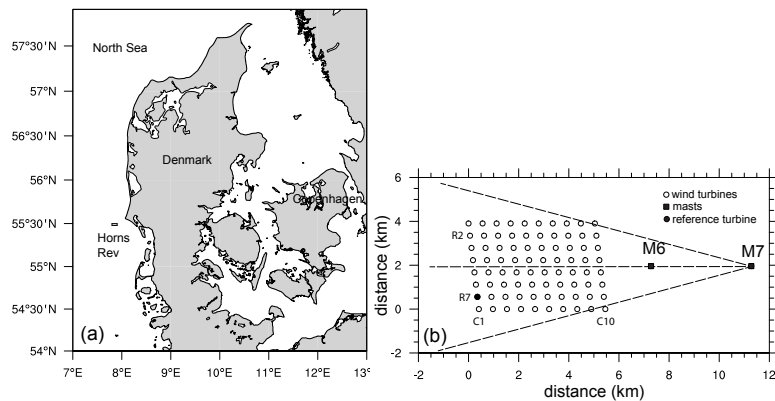 57°30'N
57°N
56°30'N
56°N
55°30'N
55°N
54°30'N
54°N
7°E
8°E
9°E
10°E
11°E
12°E
13°E
North Sea
Denmark
Copenhagen
Horns
Rev
(a)
6
4
2
0
-2
distance (km)
wind turbines
masts
reference turbine
R2
M6
M7
R7
C1
C10
(b)
-2
0
2
4
6
8
10
12
distance (km)